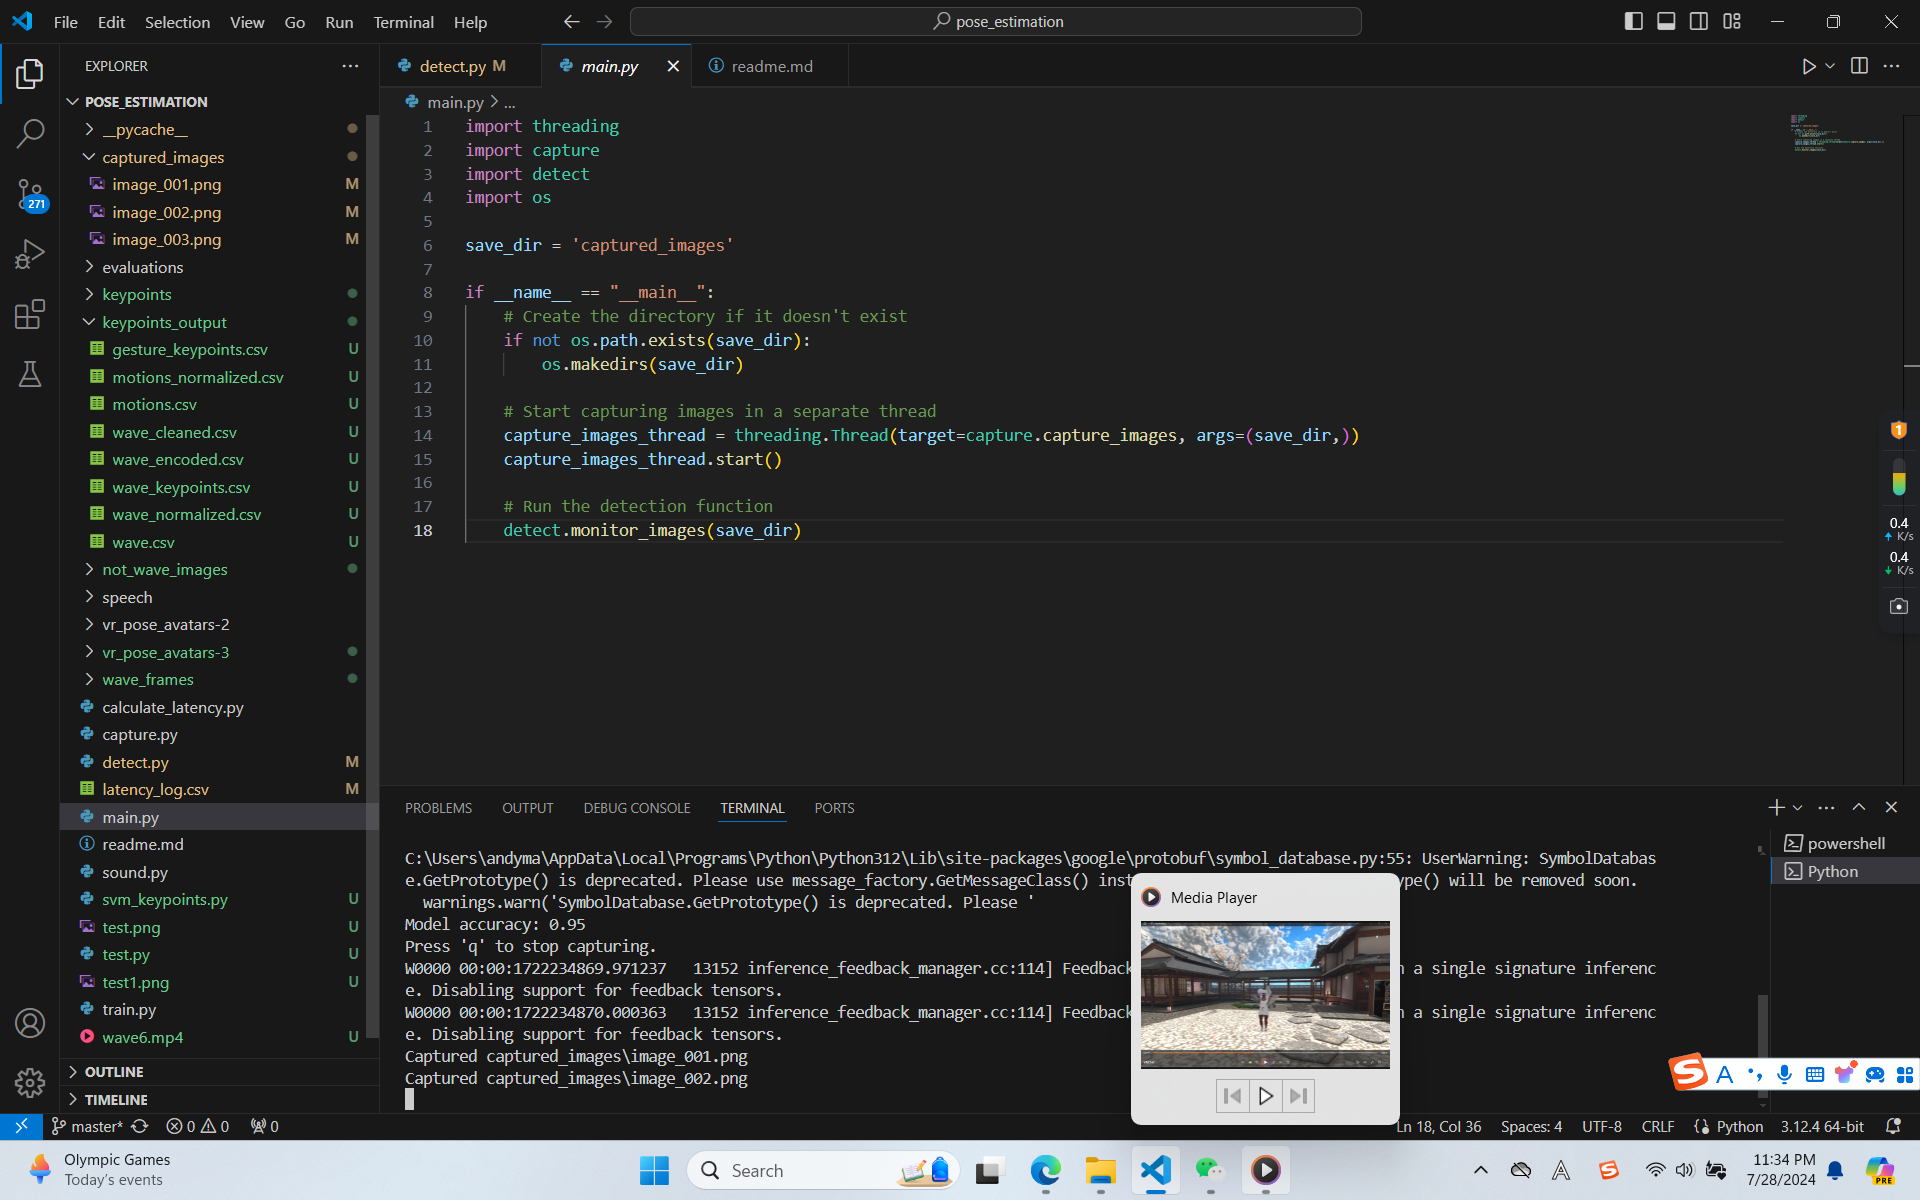 File Edit Selection View Go Run Terminal Help
pose_estimation
EXPLORER
POSE_ESTIMATION
__pycache__
captured_images
image_001.png M
image_002.png M
image_003.png M
evaluations
keypoints
keypoints_output
gesture_keypoints.csv U
motions_normalized.csv U
motions.csv U
wave_cleaned.csv U
wave_encoded.csv U
wave_keypoints.csv U
wave_normalized.csv U
wave.csv U
not_wave_images
speech
vr_pose_avatars-2
vr_pose_avatars-3
wave_frames
calculate_latency.py
capture.py
detect.py M
latency_log.csv M
main.py
readme.md
sound.py
svm_keypoints.py U
test.png U
test.py U
test1.png U
train.py
wave6.mp4 U
OUTLINE
TIMELINE
271
detect.py M
main.py
readme.md
main.py > ...
1 import threading
2 import capture
3 import detect
4 import os
5
6 save_dir = 'captured_images'
7
8 if __name__ == "__main__":
9 # Create the directory if it doesn't exist
10 if not os.path.exists(save_dir):
11 os.makedirs(save_dir)
12
13 # Start capturing images in a separate thread
14 capture_images_thread = threading.Thread(target=capture.capture_images, args=(save_dir,))
15 capture_images_thread.start()
16
17 # Run the detection function
18 detect.monitor_images(save_dir)
1
0.4
K/s
0.4
K/s
PROBLEMS OUTPUT DEBUG CONSOLE TERMINAL PORTS
powershell
Python
C:\Users\andyma\AppData\Local\Programs\Python\Python312\Lib\site-packages\google\protobuf\symbol_database.py:55: UserWarning: SymbolDatabas
e.GetPrototype() is deprecated. Please use message_factory.GetMessageClass() inst ype() will be removed soon.
warnings.warn('SymbolDatabase.GetPrototype() is deprecated. Please '
Model accuracy: 0.95
Press 'q' to stop capturing.
W0000 00:00:1722234869.971237 13152 inference_feedback_manager.cc:114] Feedback a single signature inferenc
e. Disabling support for feedback tensors.
W0000 00:00:1722234870.000363 13152 inference_feedback_manager.cc:114] Feedback a single signature inferenc
e. Disabling support for feedback tensors.
Captured captured_images\image_001.png
Captured captured_images\image_002.png
Media Player
S A
master* 0 0 0
Ln 18, Col 36 Spaces: 4 UTF-8 CRLF Python 3.12.4 64-bit
Olympic Games
Today's events
Search
11:34 PM
7/28/2024
PRE